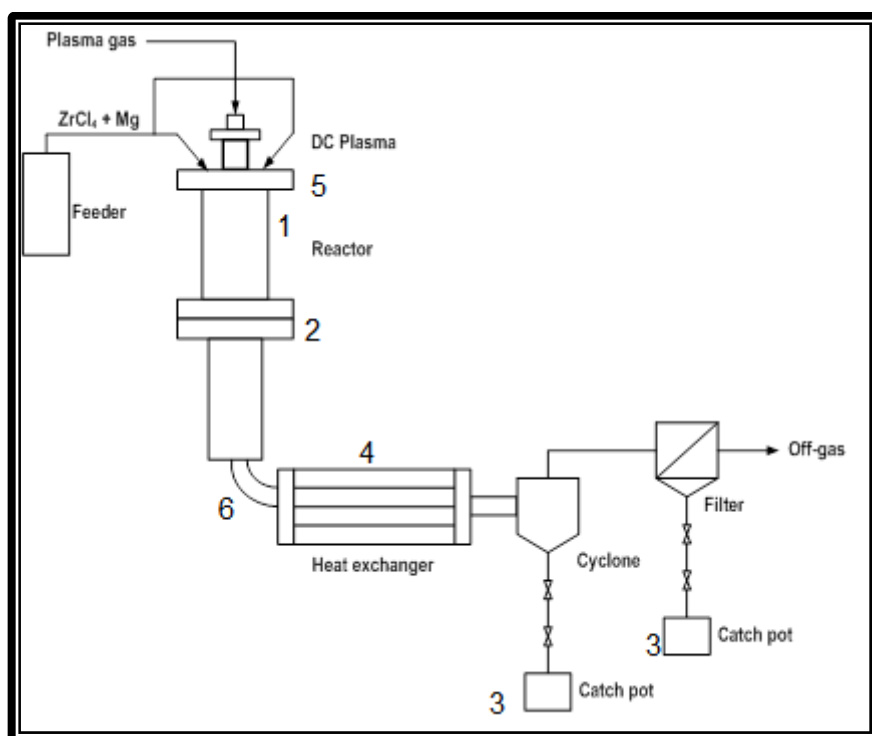 Plasma gas
ZrCl₄ + Mg
DC Plasma
5
Feeder
1
Reactor
2
4
Off-gas
6
Filter
Heat exchanger
Cyclone
3
Catch pot
3
Catch pot